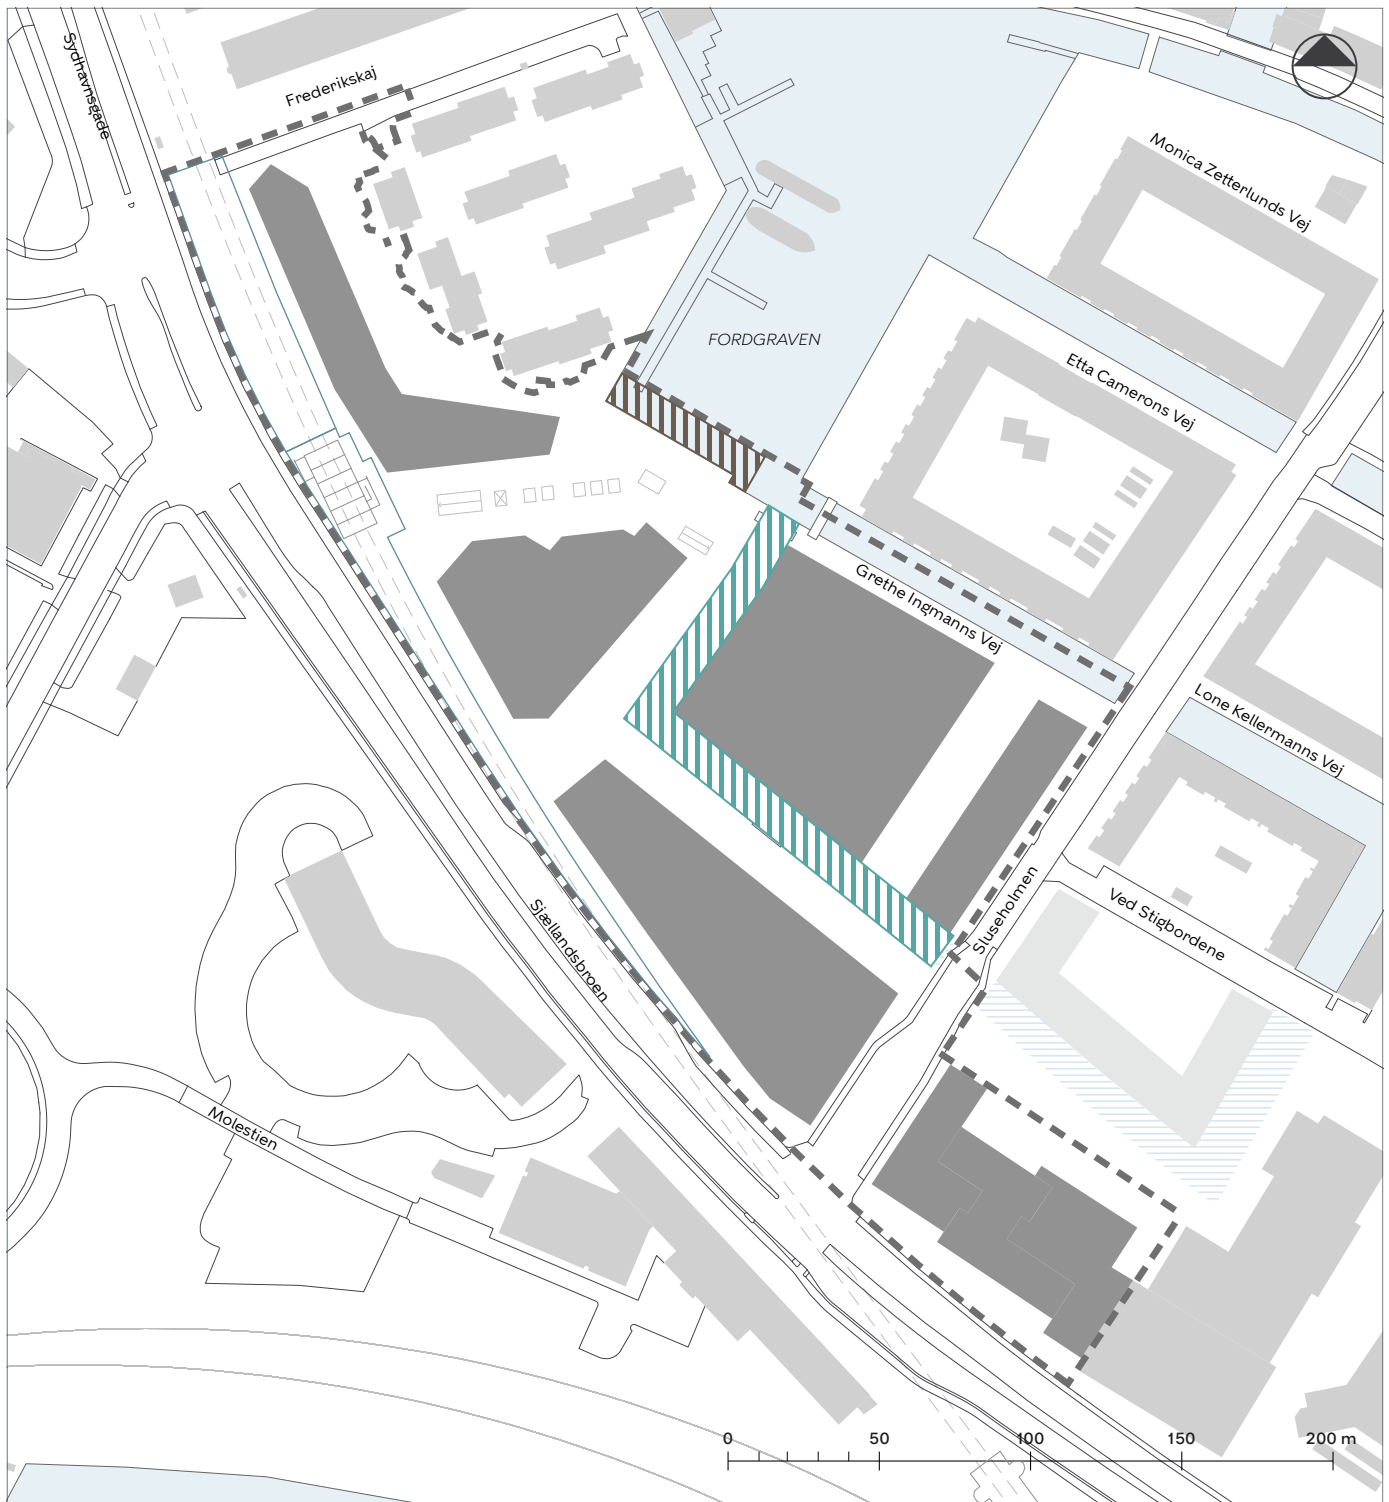 Sydhavnsgade
Frederikskaj
Monica Zetterlunds Vej
FORDGRAVEN
Etta Camerons Vej
Grethe Ingmanns Vej
Lone Kellermanns Vej
Sluseholmen
Ved Stigbordene
Sjællandsbroen
Molestien
0 50 100 150 200 m